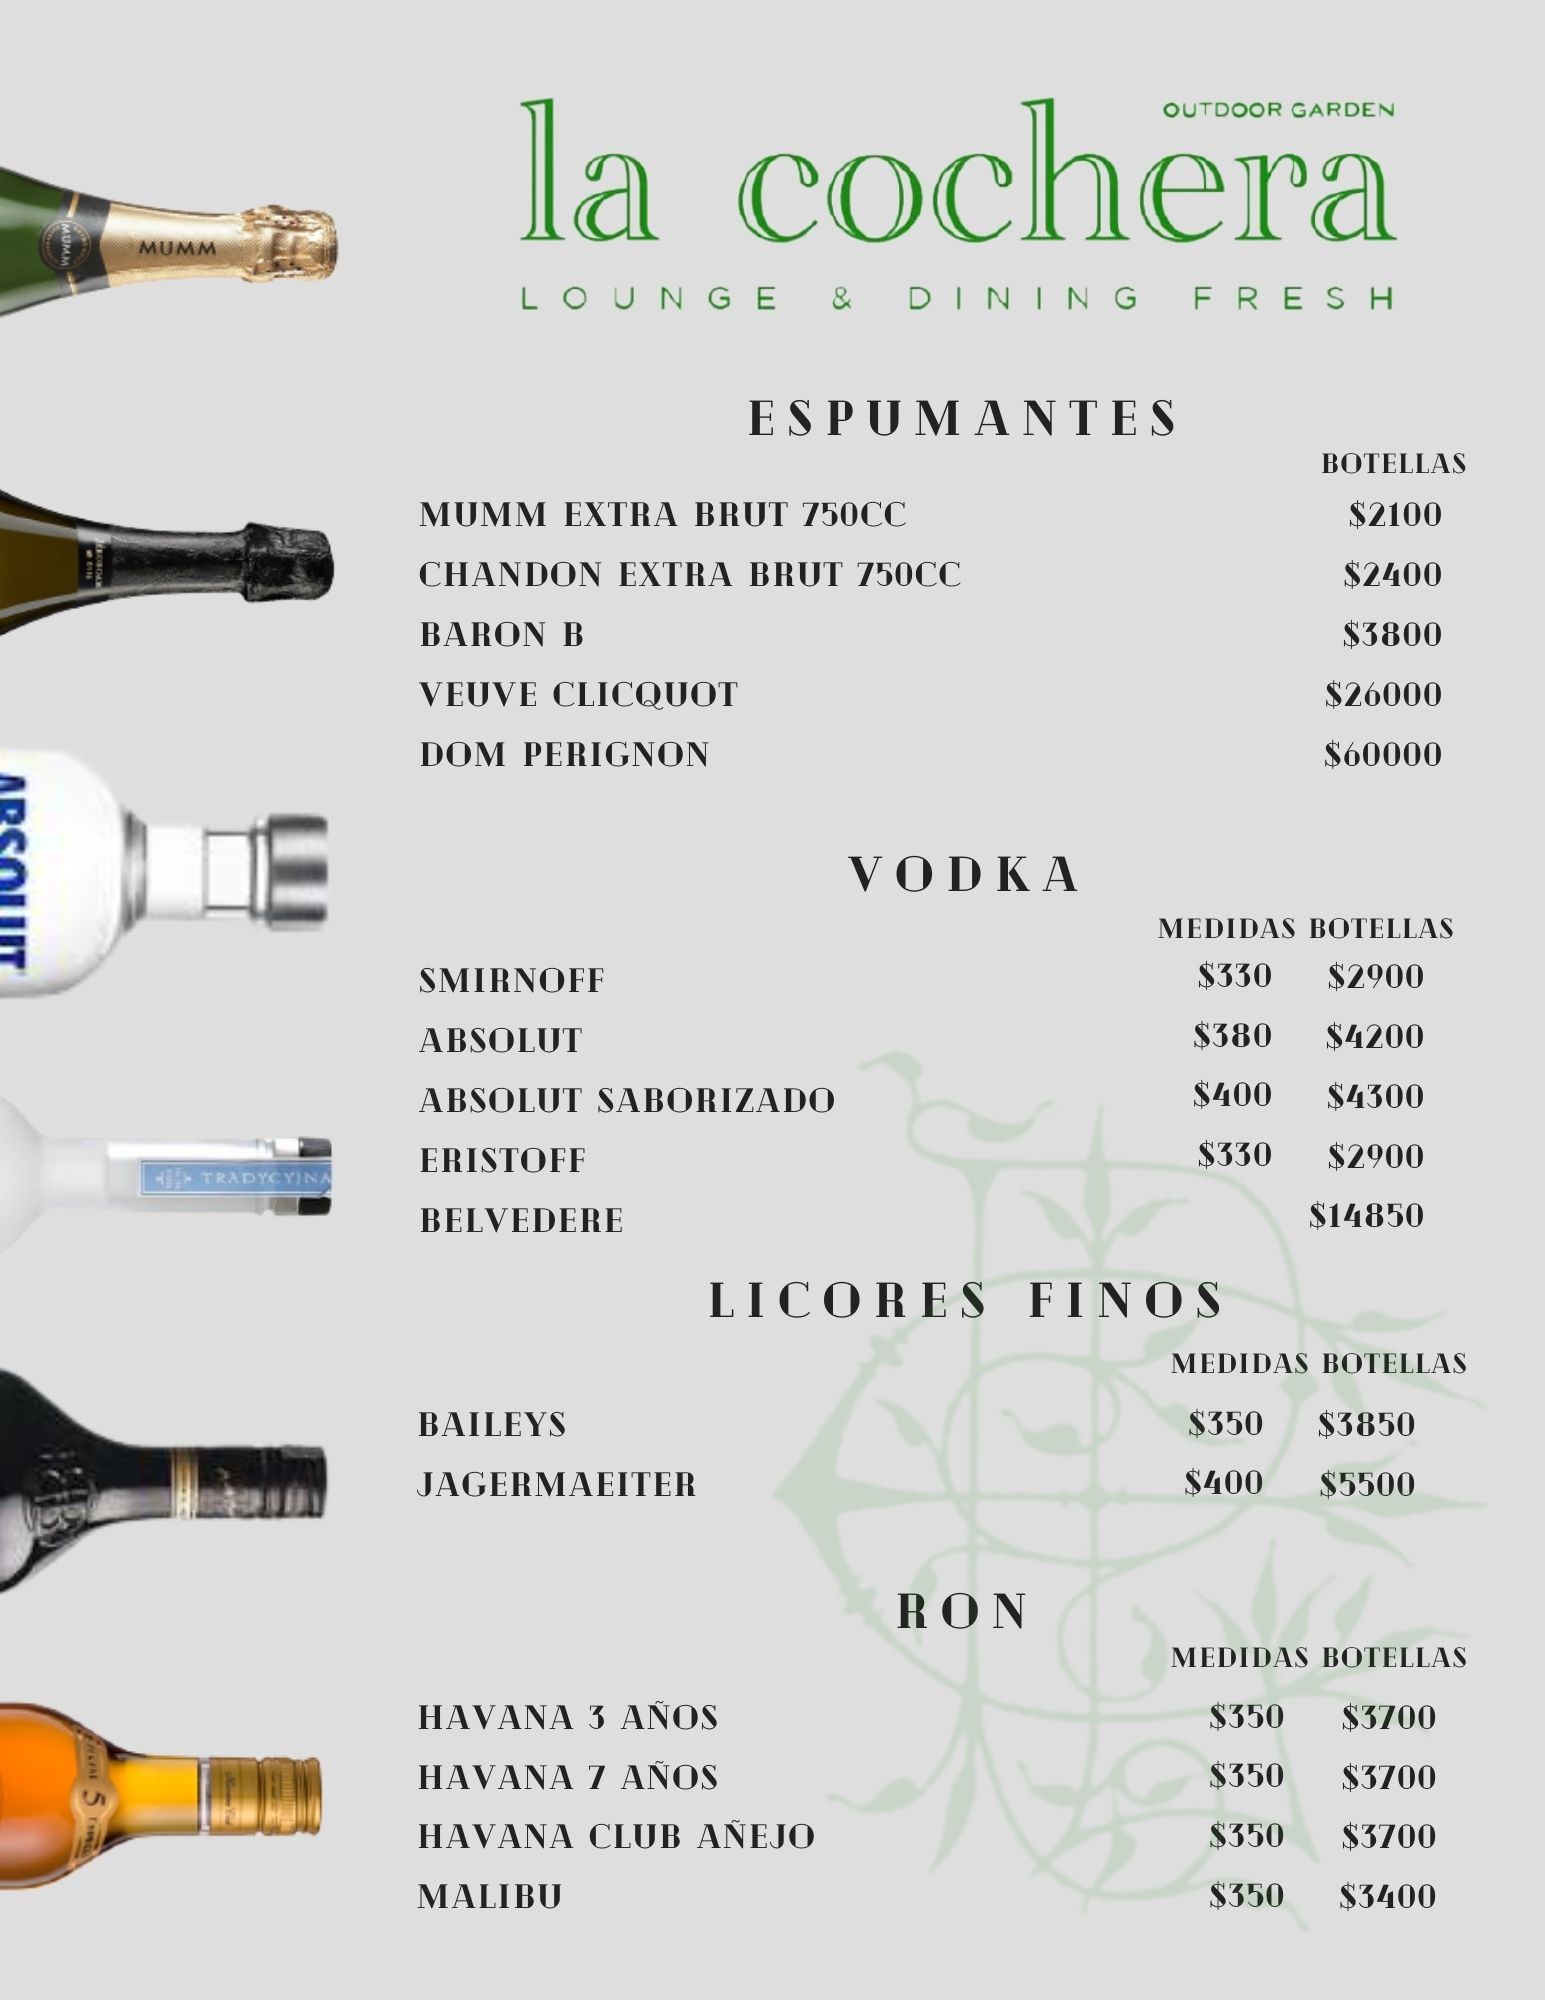 OUTDOOR GARDEN
la cochera
LOUNGE & DINING FRESH
MUMM
MUMM
ESPUMANTES
BOTELLAS
MUMM EXTRA BRUT 750CC $2100
CHANDON EXTRA BRUT 750CC $2400
BARON B $3800
VEUVE CLICQUOT $26000
DOM PERIGNON $60000
ABSOLUT
VODKA
MEDIDAS BOTELLAS
SMIRNOFF $330 $2900
ABSOLUT $380 $4200
ABSOLUT SABORIZADO $400 $4300
ERISTOFF $330 $2900
BELVEDERE $14850
TRADYCYJNA
LICORES FINOS
MEDIDAS BOTELLAS
BAILEYS $350 $3850
JAGERMAEITER $400 $5500
RON
MEDIDAS BOTELLAS
HAVANA 3 AÑOS $350 $3700
HAVANA 7 AÑOS $350 $3700
HAVANA CLUB AÑEJO $350 $3700
MALIBU $350 $3400
5